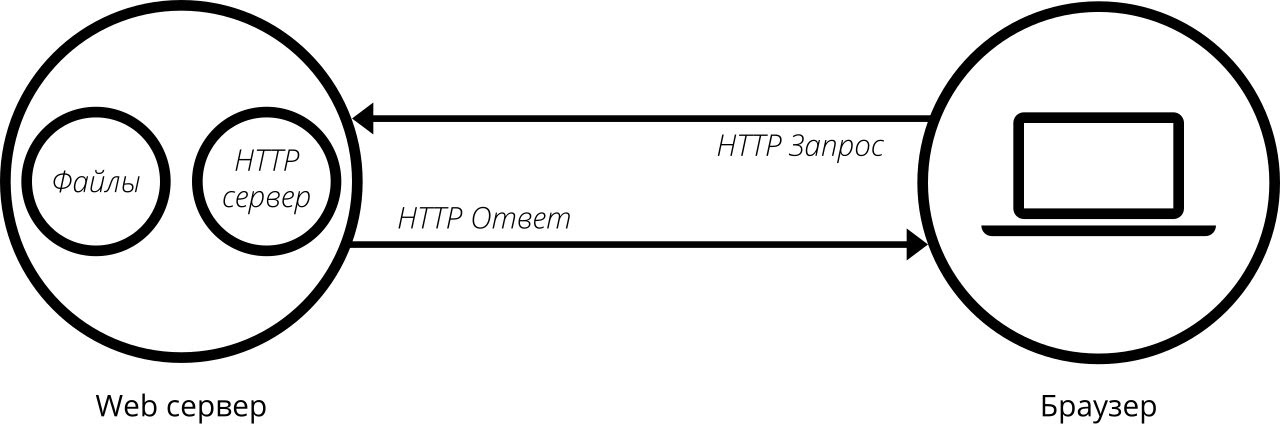 Файлы
HTTP
сервер
HTTP Запрос
HTTP Ответ
Web сервер
Браузер